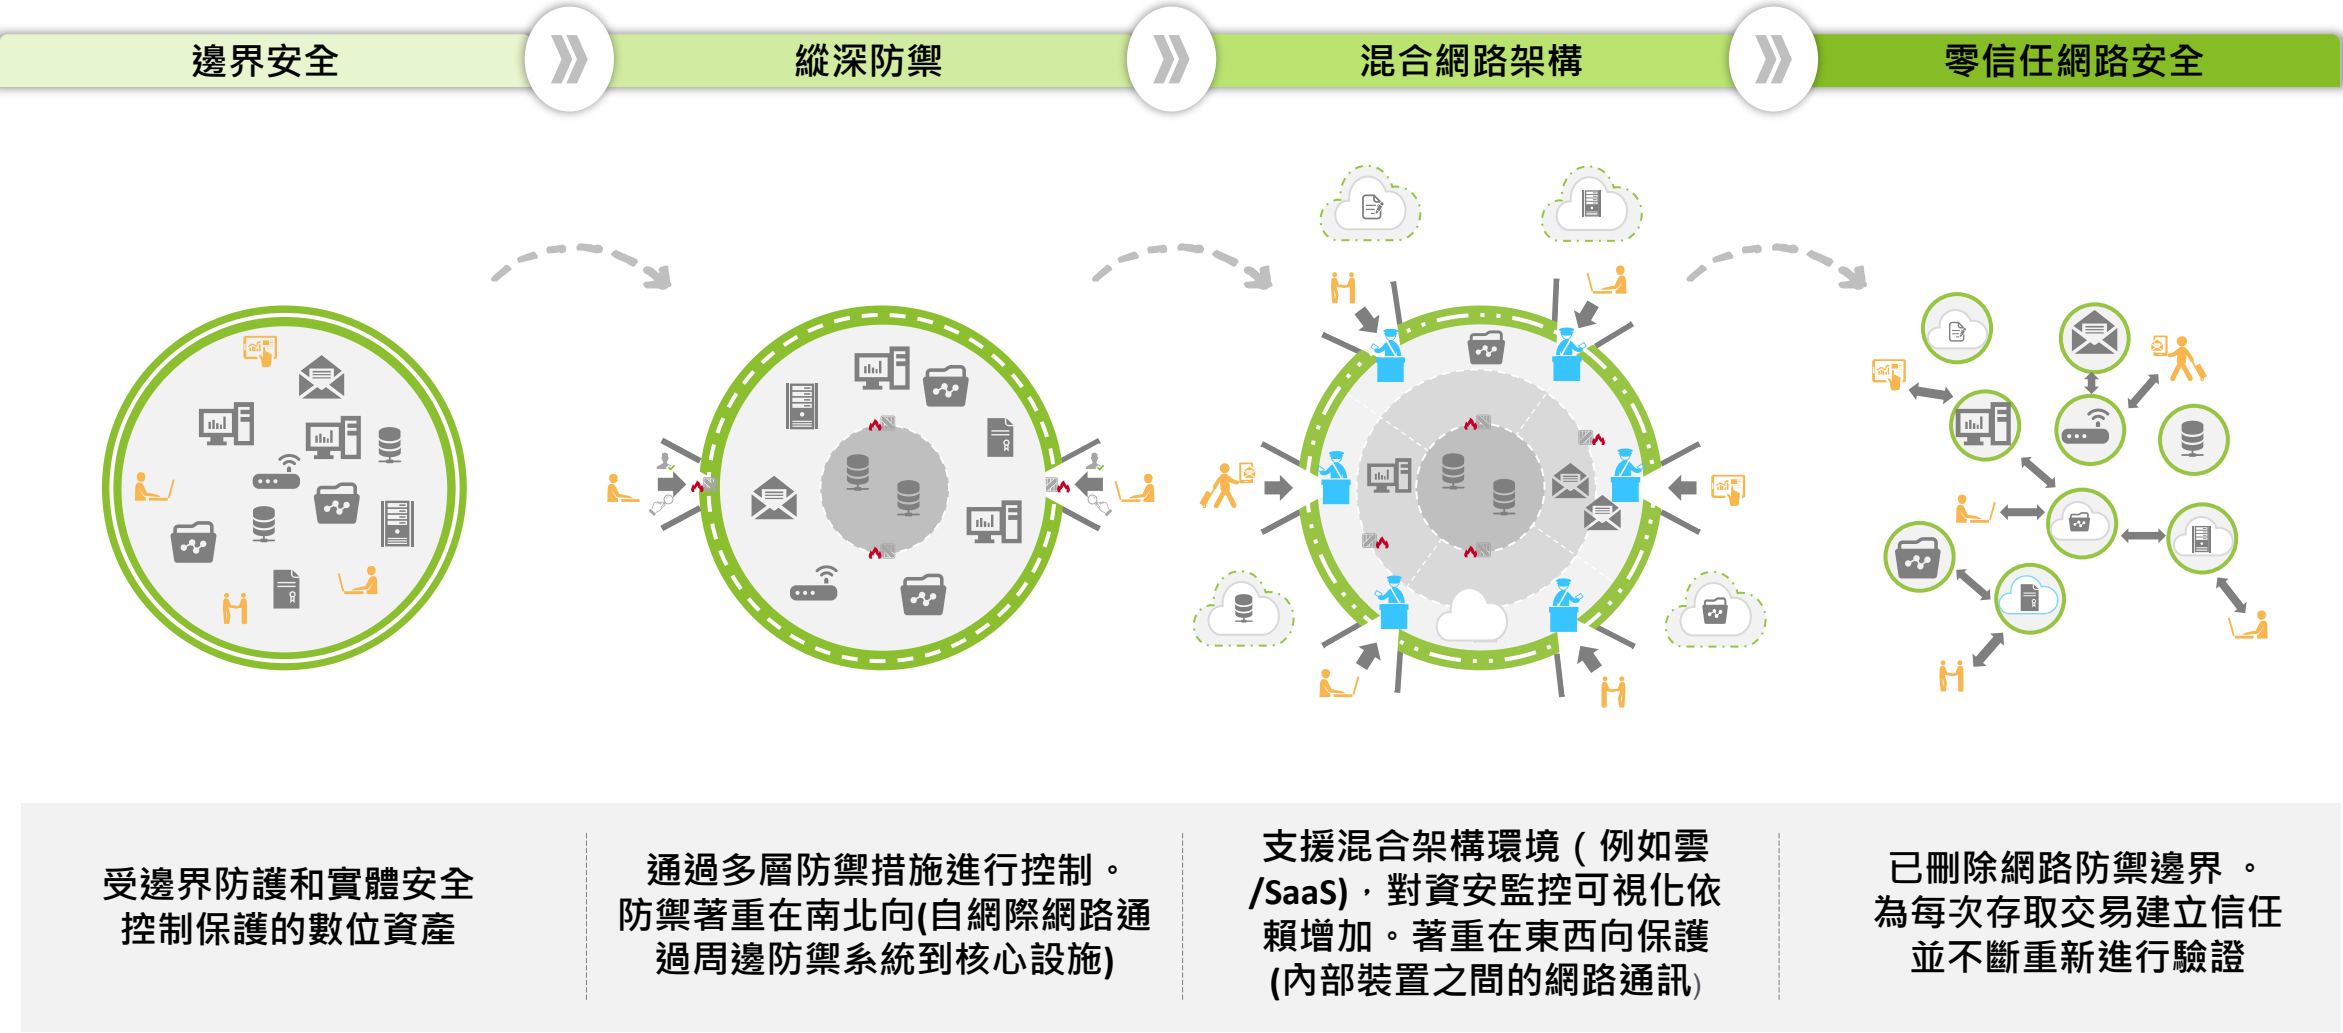 邊界安全
縱深防禦
混合網路架構
零信任網路安全
受邊界防護和實體安全
控制保護的數位資產
通過多層防禦措施進行控制。
防禦著重在南北向(自網際網路通
過周邊防禦系統到核心設施)
支援混合架構環境（例如雲
/SaaS)，對資安監控可視化依
賴增加。著重在東西向保護
(內部裝置之間的網路通訊)
已刪除網路防禦邊界 。
為每次存取交易建立信任
並不斷重新進行驗證